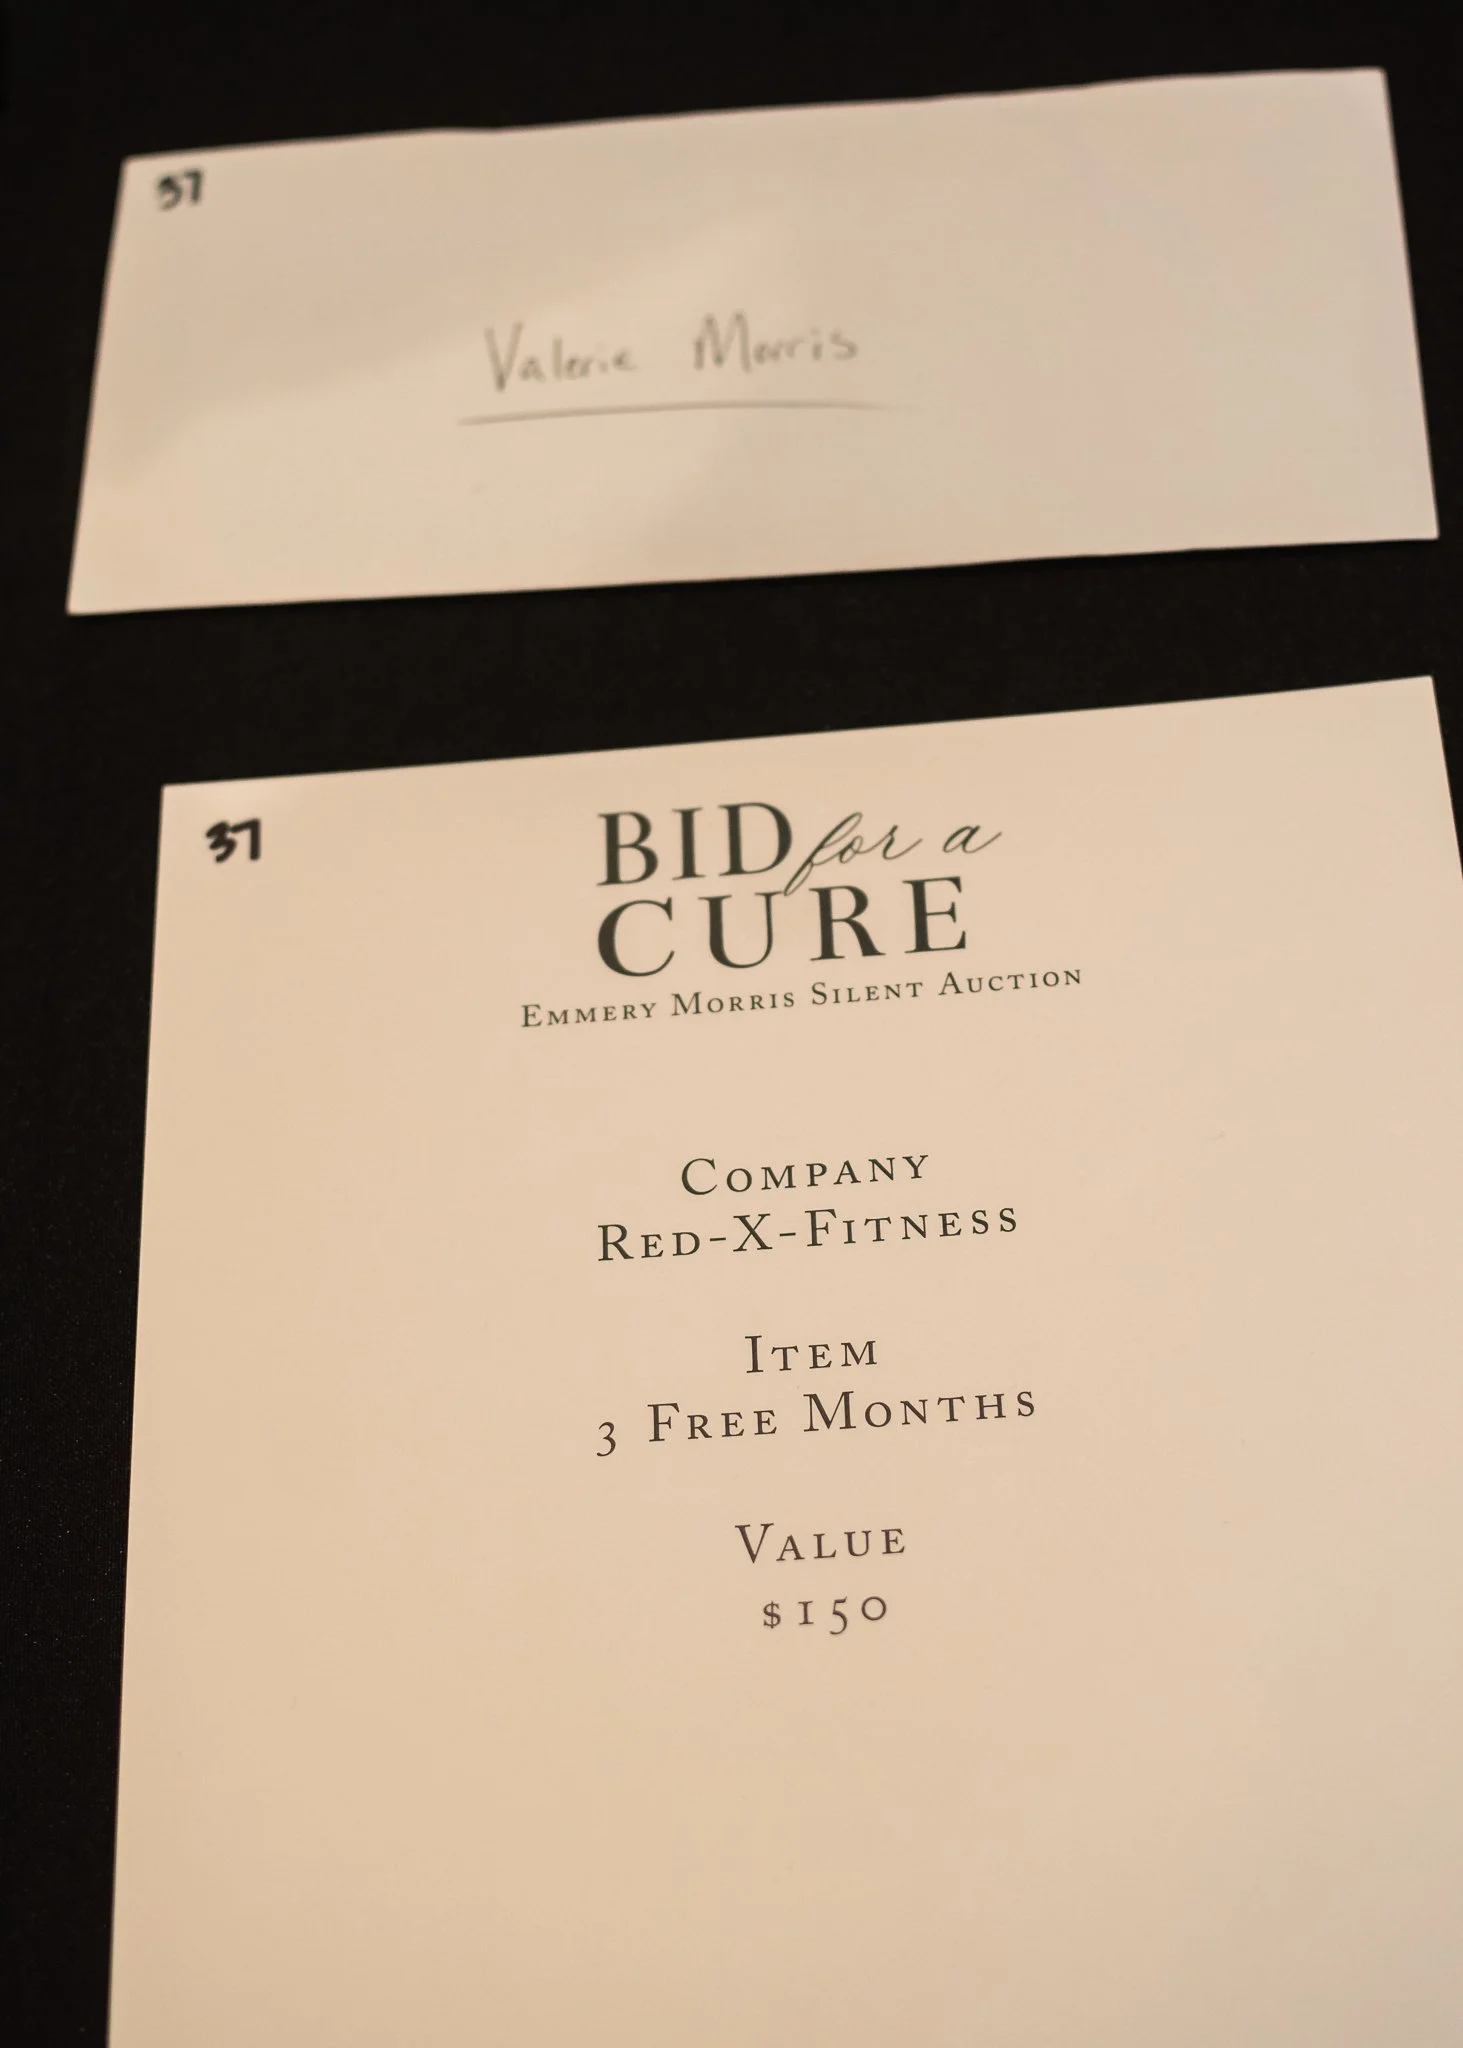 37
Valerie Morris
37
BID for a
CURE
EMMERY MORRIS SILENT AUCTION
COMPANY
RED-X-FITNESS
ITEM
3 FREE MONTHS
VALUE
$150